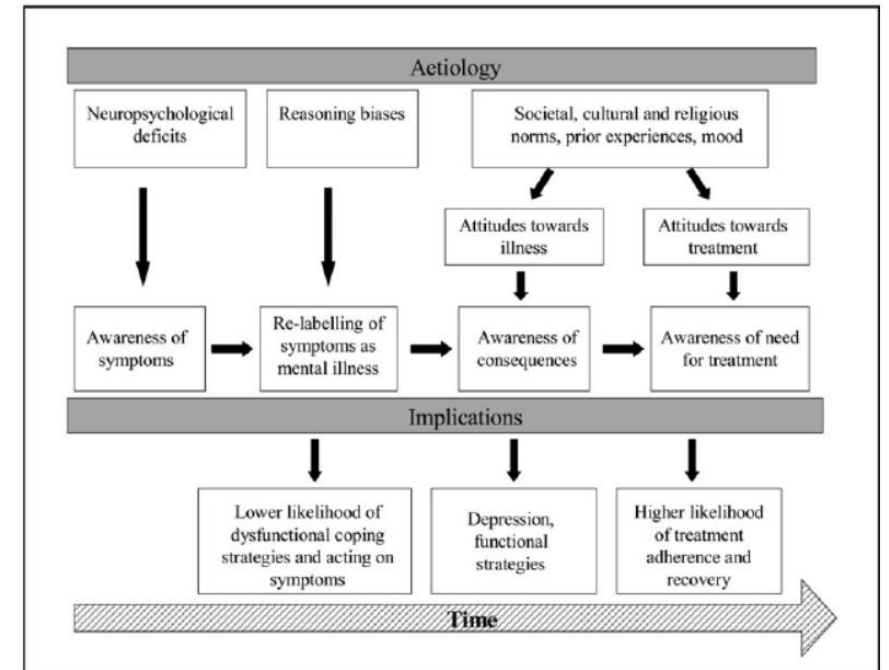 Aetiology
Neuropsychological
deficits
Reasoning biases
Societal, cultural and religious
norms, prior experiences, mood
Attitudes towards
illness
Attitudes towards
treatment
Awareness of
symptoms
Re-labelling of
symptoms as
mental illness
Awareness of
consequences
Awareness of need
for treatment
Implications
Lower likelihood of
dysfunctional coping
strategies and acting on
symptoms
Depression,
functional
strategies
Higher likelihood
of treatment
adherence and
recovery
Time